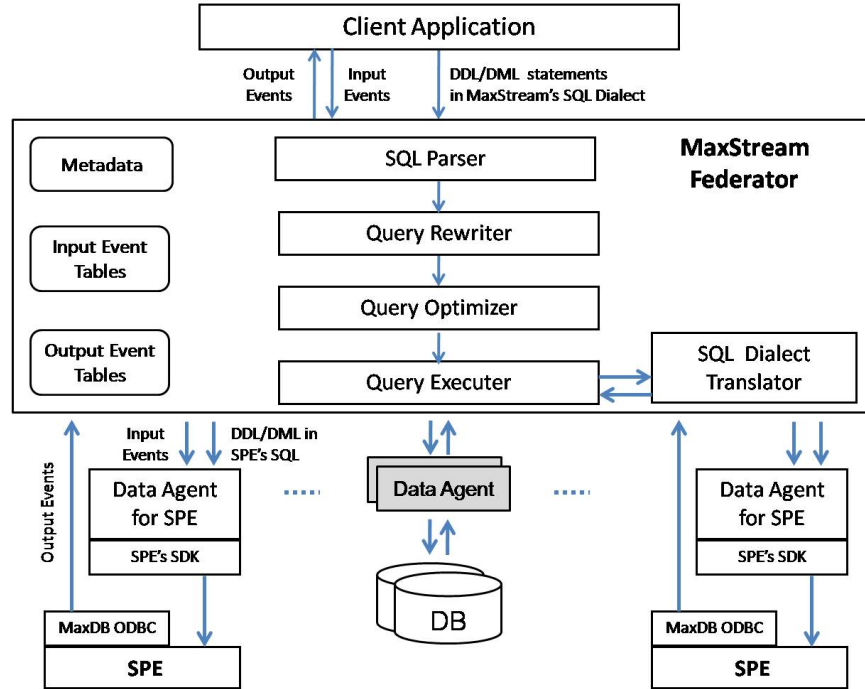 Client Application
Output
Events
Input
Events
DDL/DML statements
in MaxStream's SQL Dialect
MaxStream
Federator
Metadata
Input Event
Tables
Output Event
Tables
SQL Parser
Query Rewriter
Query Optimizer
Query Executer
SQL Dialect
Translator
Output Events
Input
Events
DDL/DML in
SPE's SQL
Data Agent
for SPE
SPE's SDK
MaxDB ODBC
SPE
Data Agent
DB
Data Agent
for SPE
SPE's SDK
MaxDB ODBC
SPE